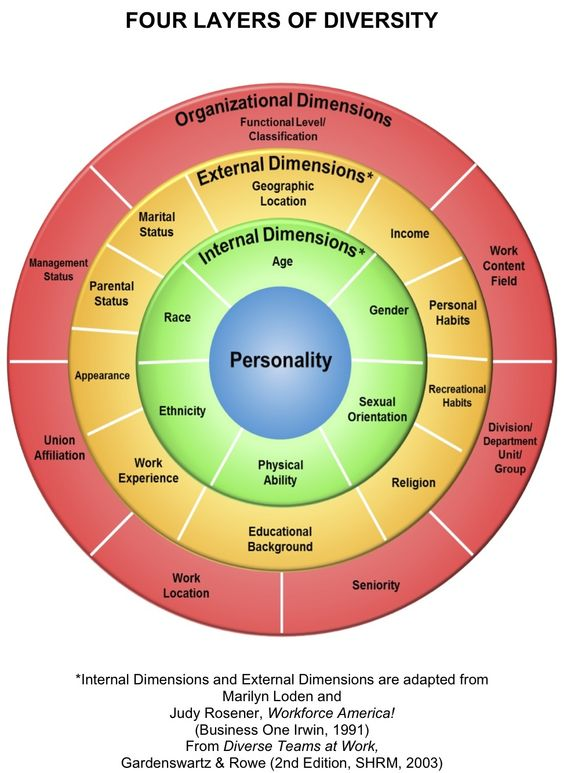 FOUR LAYERS OF DIVERSITY
Organizational Dimensions
Functional Level/
Classification
External Dimensions*
Geographic
Location
Income
Personal
Habits
Recreational
Habits
Religion
Educational
Background
Work
Experience
Appearance
Parental
Status
Marital
Status
Internal Dimensions*
Age
Gender
Sexual
Orientation
Physical
Ability
Ethnicity
Race
Personality
Work
Content
Field
Division/
Department
Unit/
Group
Seniority
Work
Location
Union
Affiliation
Management
Status
*Internal Dimensions and External Dimensions are adapted from
Marilyn Loden and
Judy Rosener, Workforce America!
(Business One Irwin, 1991)
From Diverse Teams at Work,
Gardenswartz & Rowe (2nd Edition, SHRM, 2003)